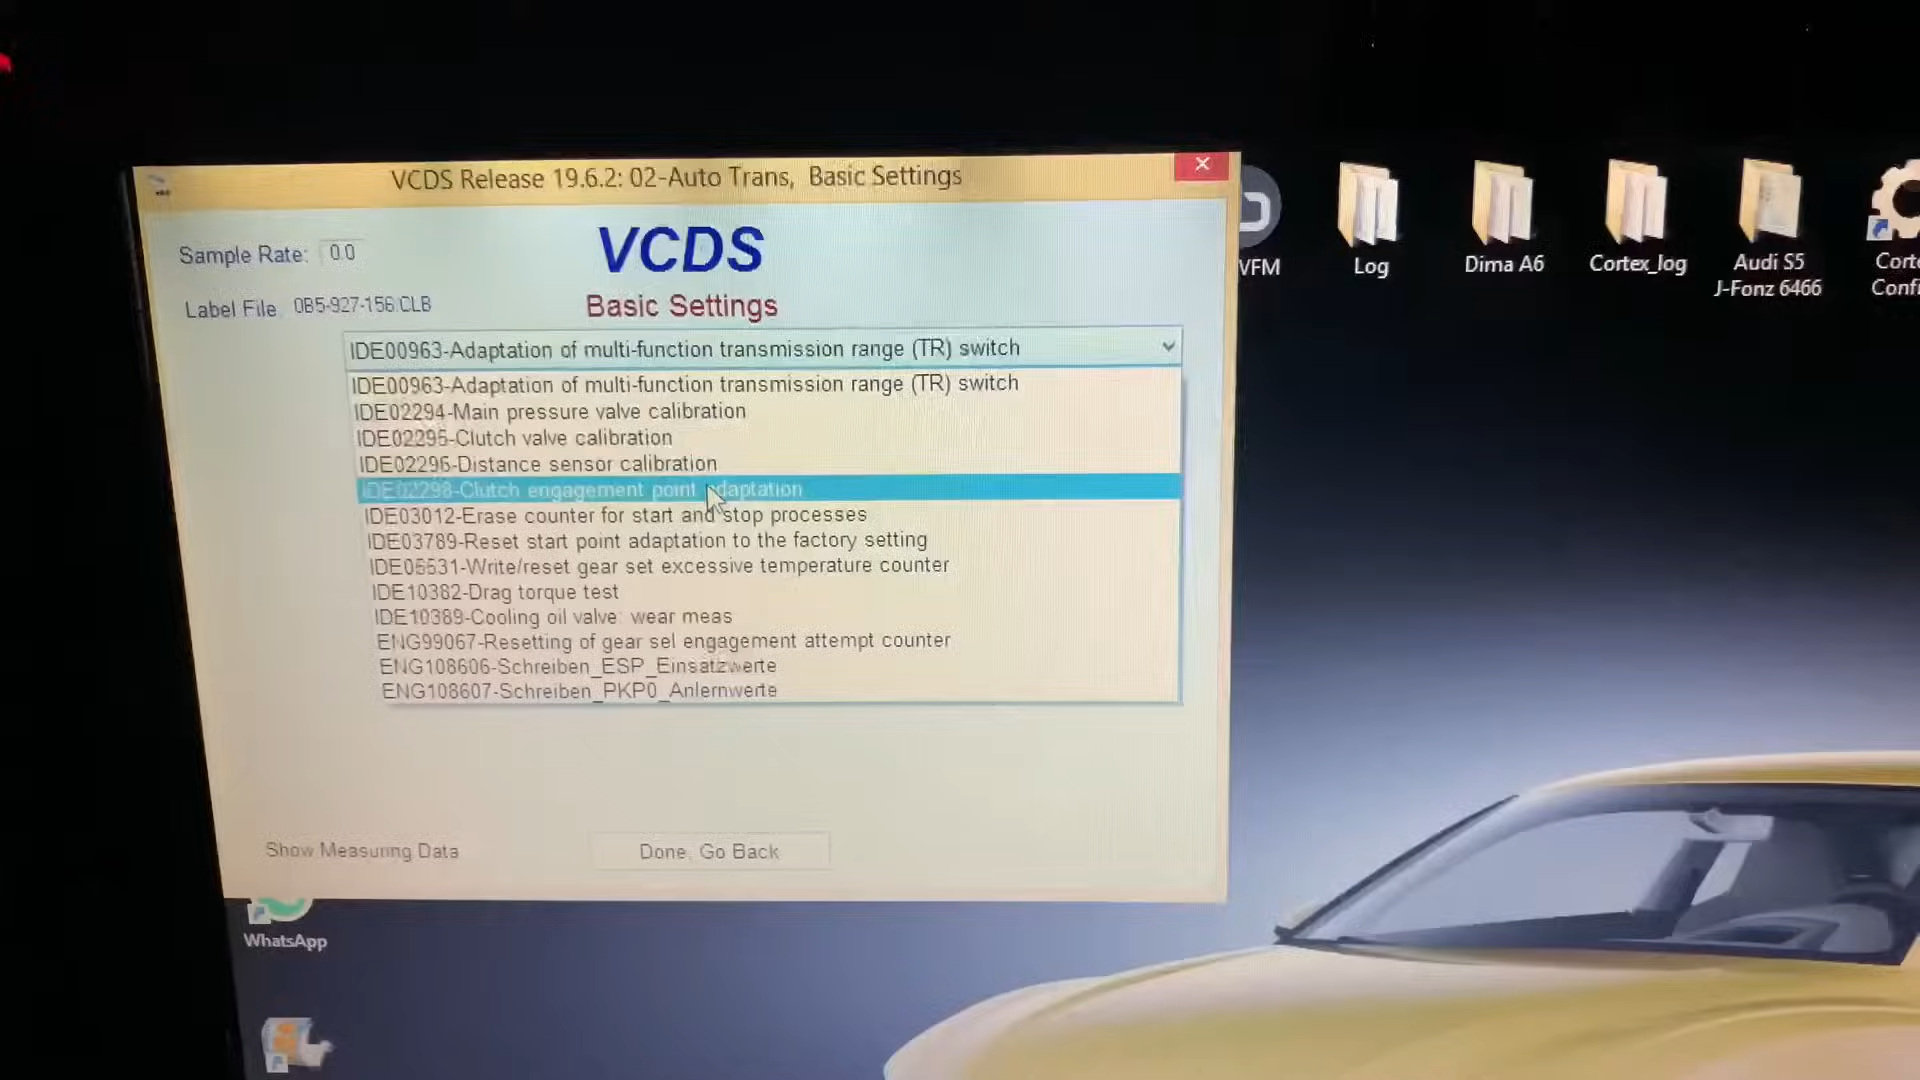 VCDS Release 19.6.2: 02-Auto Trans, Basic Settings
Sample Rate: 0.0
VCDS
Label File: 0B5-927-156.CLB
Basic Settings
IDE00963-Adaptation of multi-function transmission range (TR) switch
IDE00963-Adaptation of multi-function transmission range (TR) switch
IDE02294-Main pressure valve calibration
IDE02295-Clutch valve calibration
IDE02296-Distance sensor calibration
IDE02298-Clutch engagement point adaptation
IDE03012-Erase counter for start and stop processes
IDE03789-Reset start point adaptation to the factory setting
IDE05531-Write/reset gear set excessive temperature counter
IDE10382-Drag torque test
IDE10389-Cooling oil valve: wear meas
ENG99067-Resetting of gear sel engagement attempt counter
ENG108606-Schreiben_ESP_Einsatzwerte
ENG108607-Schreiben_PKP0_Anlernwerte
Show Measuring Data
Done, Go Back
VFM
Log
Dima A6
Cortex_log
Audi S5
J-Fonz 6466
Corte
Confi
WhatsApp